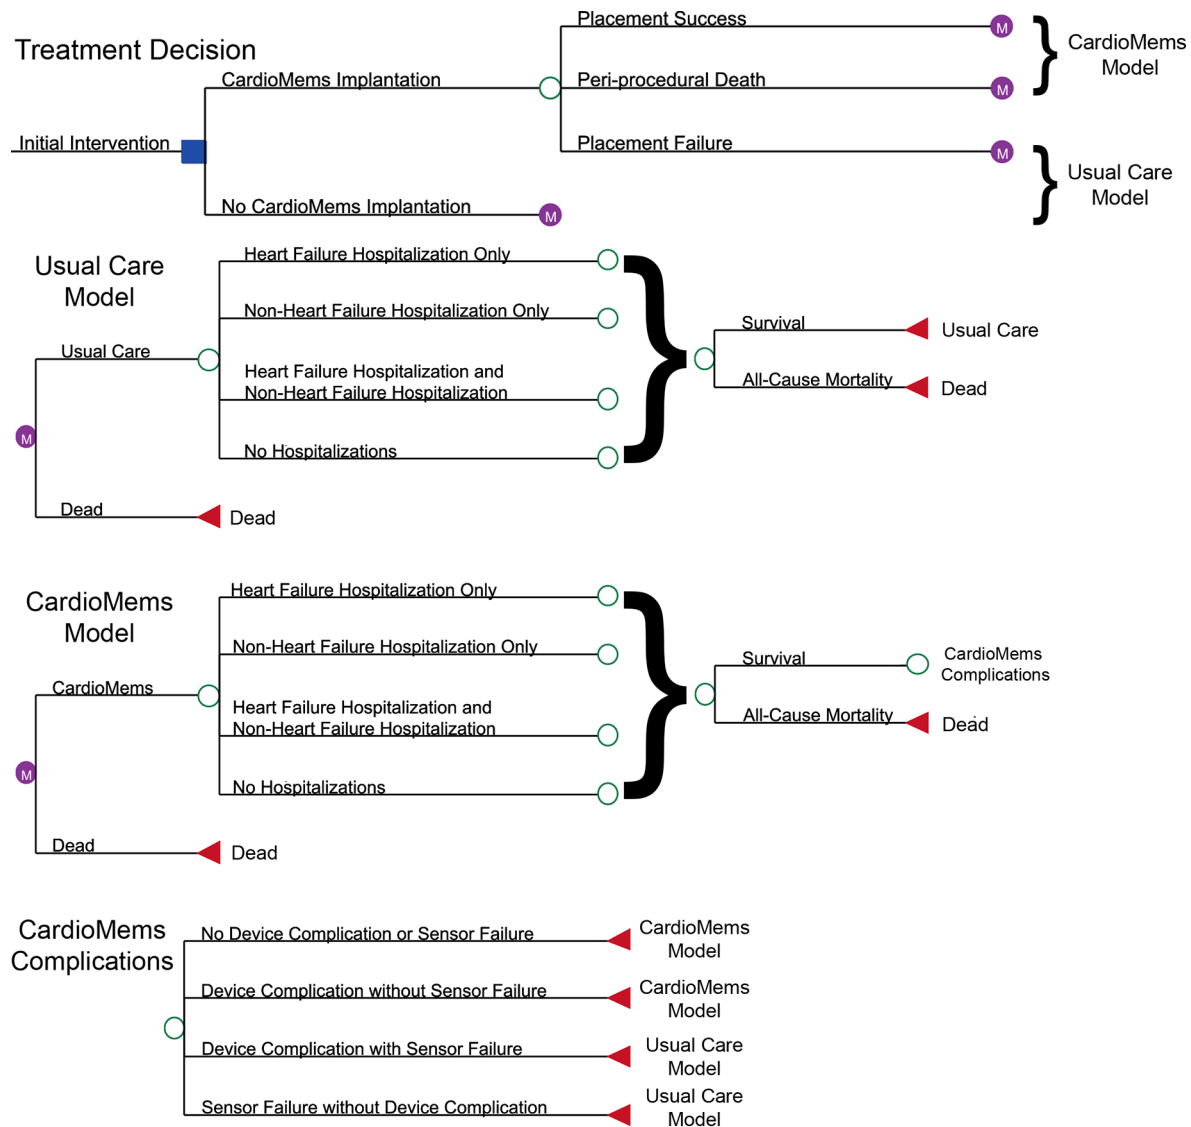 Treatment Decision
Placement Success
M
CardioMems
Model
CardioMems Implantation
Peri-procedural Death
M
Initial Intervention
Placement Failure
M
Usual Care
Model
No CardioMems Implantation
M
Usual Care
Model
Heart Failure Hospitalization Only
Non-Heart Failure Hospitalization Only
Survival
Usual Care
Usual Care
Heart Failure Hospitalization and
Non-Heart Failure Hospitalization
All-Cause Mortality
Dead
M
No Hospitalizations
Dead
Dead
CardioMems
Model
Heart Failure Hospitalization Only
Non-Heart Failure Hospitalization Only
Survival
CardioMems
Complications
CardioMems
Heart Failure Hospitalization and
Non-Heart Failure Hospitalization
All-Cause Mortality
Dead
M
No Hospitalizations
Dead
Dead
CardioMems
Complications
No Device Complication or Sensor Failure
CardioMems
Model
Device Complication without Sensor Failure
CardioMems
Model
Device Complication with Sensor Failure
Usual Care
Model
Sensor Failure without Device Complication
Usual Care
Model